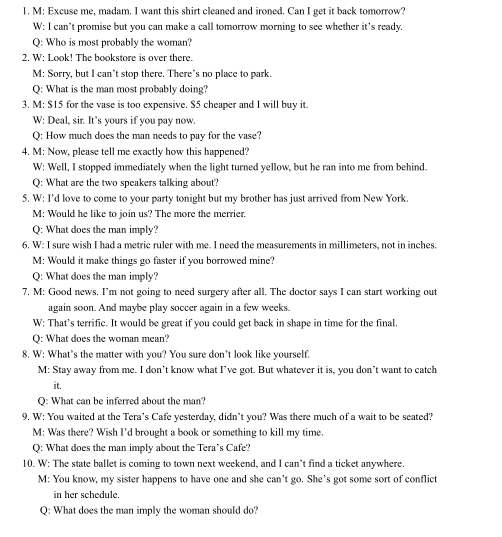 1. M: Excuse me, madam. I want this shirt cleaned and ironed. Can I get it back tomorrow?
W: I can't promise but you can make a call tomorrow morning to see whether it's ready.
Q: Who is most probably the woman?
2. W: Look! The bookstore is over there.
M: Sorry, but I can't stop there. There's no place to park.
Q: What is the man most probably doing?
3. M: $15 for the vase is too expensive. $5 cheaper and I will buy it.
W: Deal, sir. It's yours if you pay now.
Q: How much does the man needs to pay for the vase?
4. M: Now, please tell me exactly how this happened?
W: Well, I stopped immediately when the light turned yellow, but he ran into me from behind.
Q: What are the two speakers talking about?
5. W: I'd love to come to your party tonight but my brother has just arrived from New York.
M: Would he like to join us? The more the merrier.
Q: What does the man imply?
6. W: I sure wish I had a metric ruler with me. I need the measurements in millimeters, not in inches.
M: Would it make things go faster if you borrowed mine?
Q: What does the man imply?
7. M: Good news. I'm not going to need surgery after all. The doctor says I can start working out
again soon. And maybe play soccer again in a few weeks.
W: That's terrific. It would be great if you could get back in shape in time for the final.
Q: What does the woman mean?
8. W: What's the matter with you? You sure don't look like yourself.
M: Stay away from me. I don't know what I've got. But whatever it is, you don't want to catch
it.
Q: What can be inferred about the man?
9. W: You waited at the Tera's Cafe yesterday, didn't you? Was there much of a wait to be seated?
M: Was there? Wish I'd brought a book or something to kill my time.
Q: What does the man imply about the Tera's Cafe?
10. W: The state ballet is coming to town next weekend, and I can't find a ticket anywhere.
M: You know, my sister happens to have one and she can't go. She's got some sort of conflict
in her schedule.
Q: What does the man imply the woman should do?